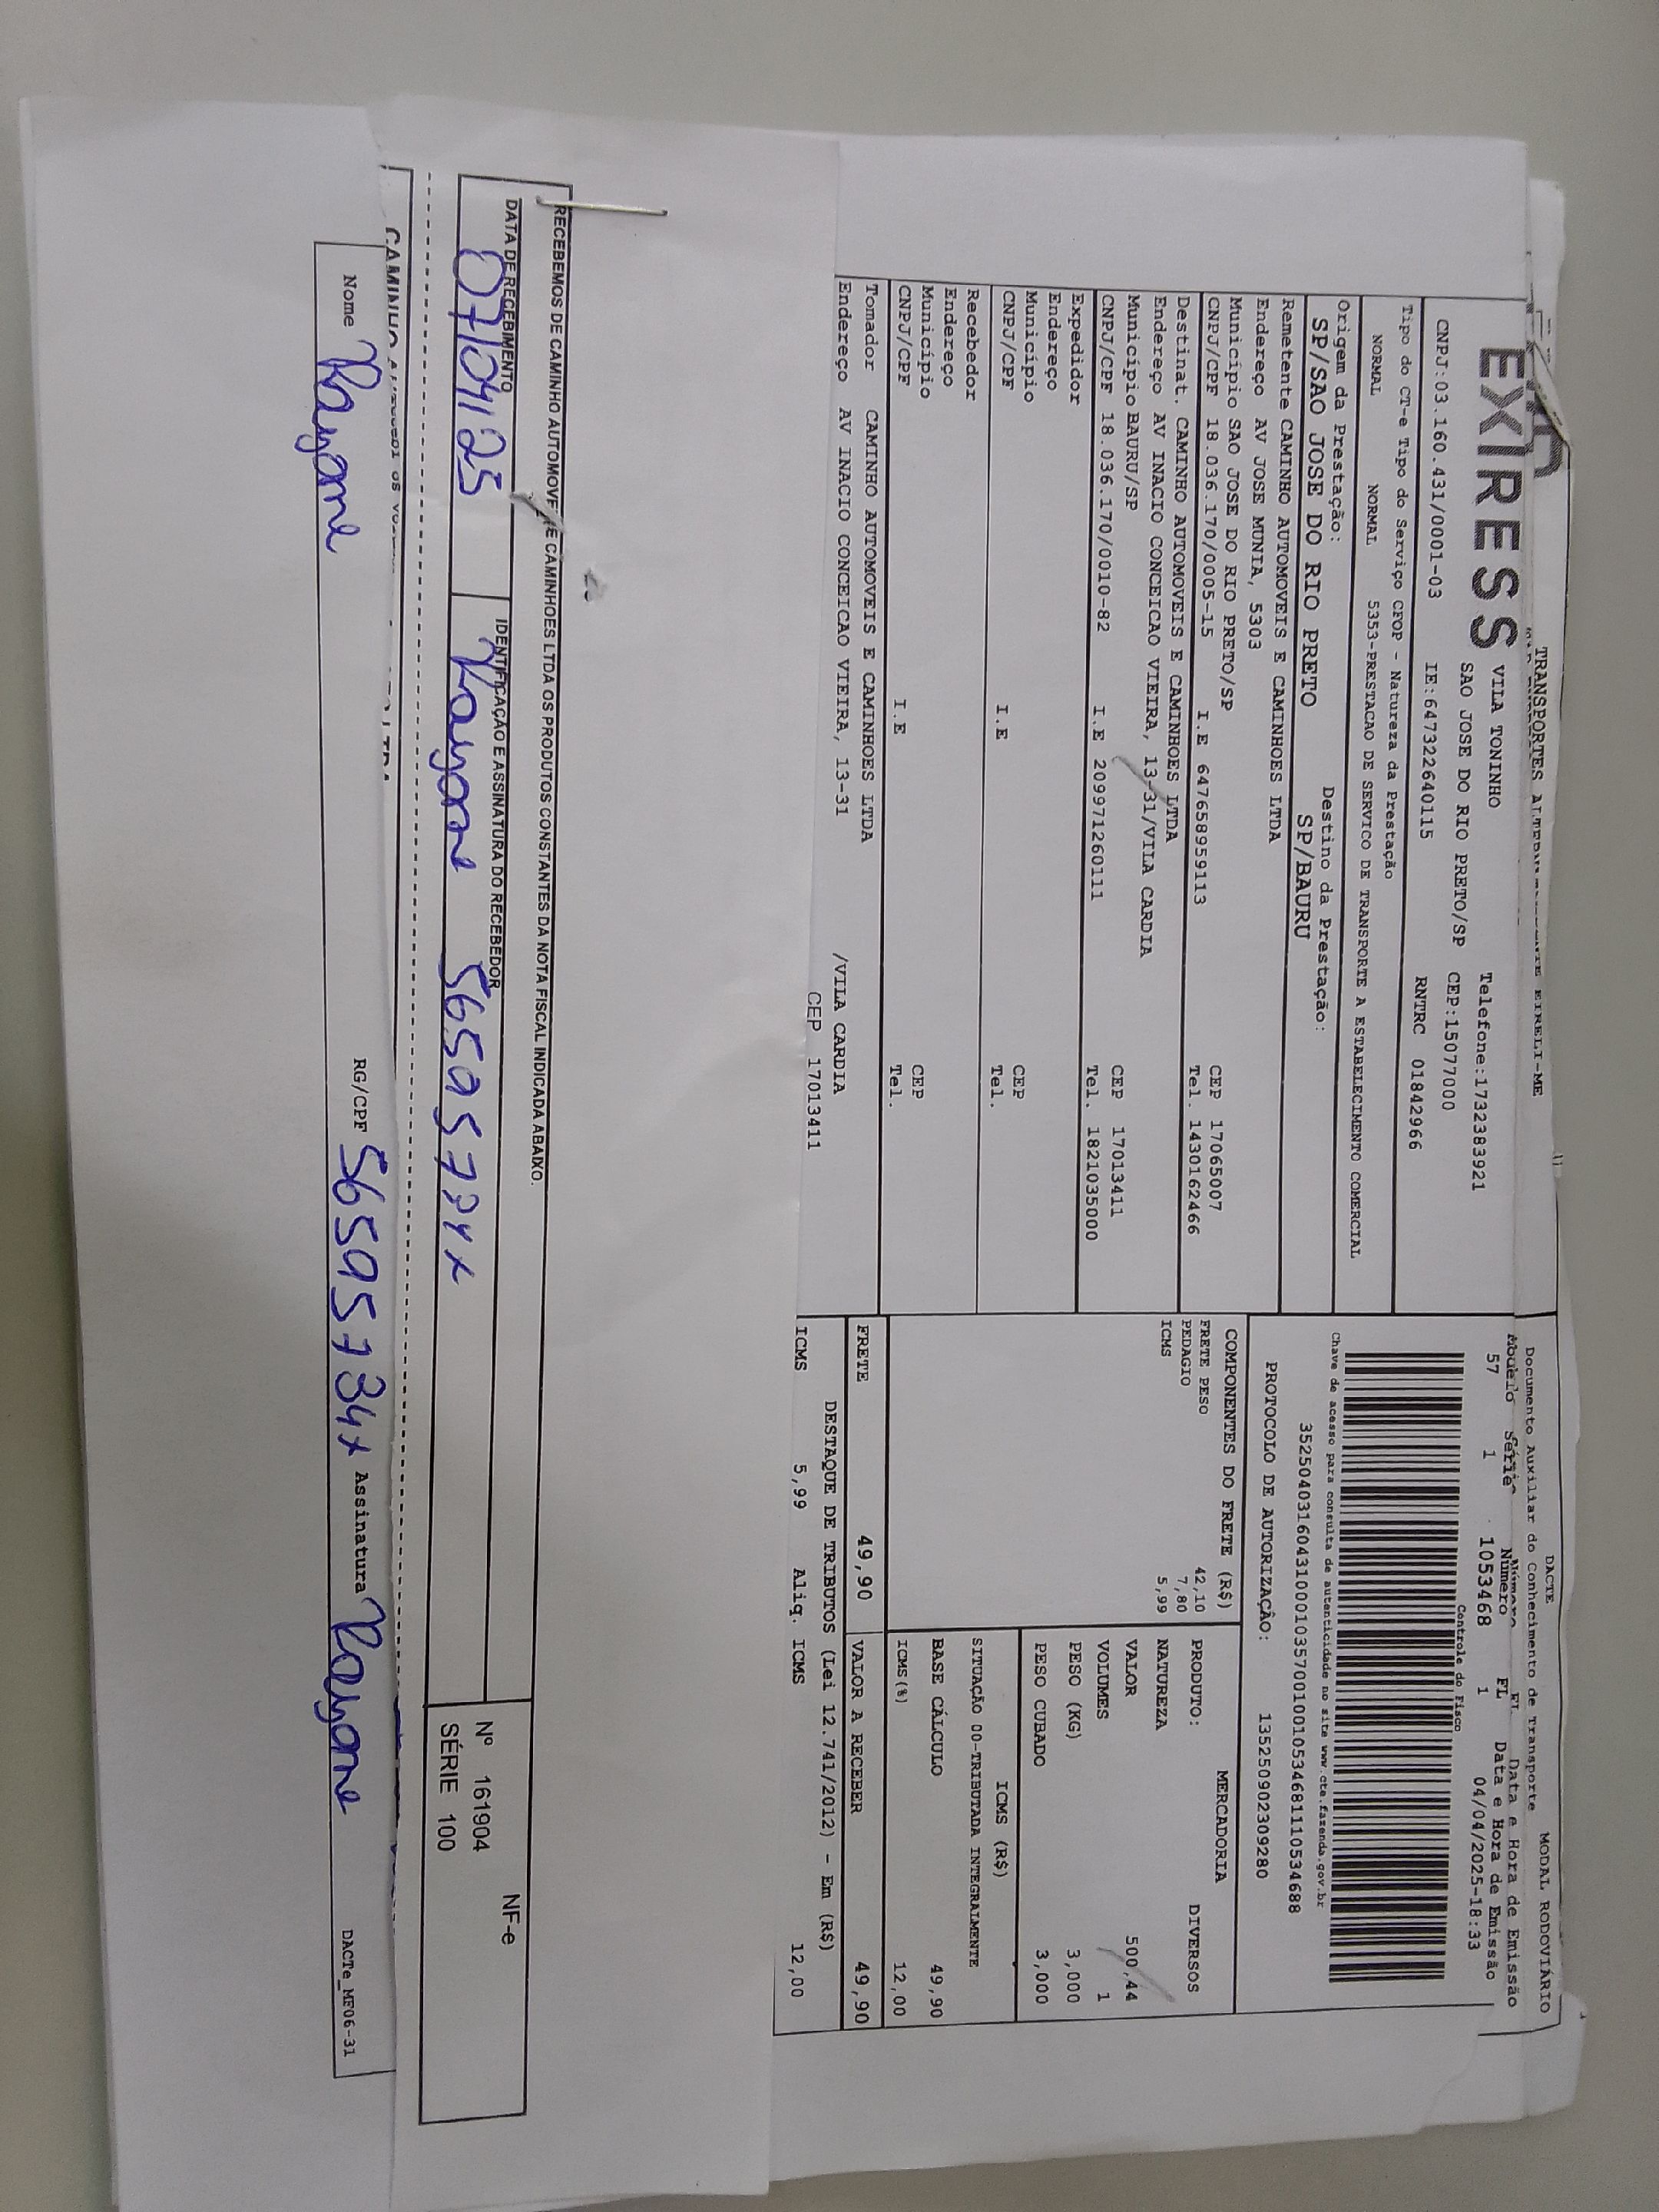 TRANSPORTES
EIRELI-ME
EXIRESS
VILA TONINHO
Telefone:1732383921
SAO JOSE DO RIO PRETO/SP CEP:15077000
CNPJ:03.160.431/0001-03 IE:647322640115 RNTRC 01842966
Tipo do CT-e Tipo do Serviço CFOP - Natureza da Prestação
NORMAL NORMAL 5353-PRESTACAO DE SERVICO DE TRANSPORTE A ESTABELECIMENTO COMERCIAL
Origem da Prestação: Destino da Prestação:
SP/SAO JOSE DO RIO PRETO SP/BAURU
Remetente CAMINHO AUTOMOVEIS E CAMINHOES LTDA
Endereço AV JOSE MUNIA, 5303
Município SAO JOSE DO RIO PRETO/SP CEP 17065007
CNPJ/CPF 18.036.170/0005-15 I.E 647658959113 Tel. 1430162466
Destinat. CAMINHO AUTOMOVEIS E CAMINHOES LTDA
Endereço AV INACIO CONCEICAO VIEIRA, 13-31/VILA CARDIA
Município BAURU/SP CEP 17013411
CNPJ/CPF 18.036.170/0010-82 I.E 209971260111 Tel. 1821035000
Expedidor
Endereço
Município CEP
CNPJ/CPF I.E Tel.
Recebedor
Endereço
Município CEP
CNPJ/CPF I.E Tel.
Tomador CAMINHO AUTOMOVEIS E CAMINHOES LTDA
Endereço AV INACIO CONCEICAO VIEIRA, 13-31 /VILA CARDIA
CEP 17013411
DACTE MODAL RODOVIÁRIO
Documento Auxiliar do Conhecimento de Transporte
Data e Hora de Emissão
Modelo Série Número FL Data e Hora de Emissão
57 1 1053468 1 04/04/2025-18:33
Controle do Fisco
Chave de acesso para consulta de autenticidade no site www.cte.fazenda.gov.br
35250403160431000103570010010534681110534688
PROTOCOLO DE AUTORIZAÇÃO: 135250902309280
COMPONENTES DO FRETE (R$)
FRETE PESO 42,10
PEDAGIO 7,80
ICMS 5,99
MERCADORIA
PRODUTO: DIVERSOS
NATUREZA
VALOR 500,44
VOLUMES 1
PESO (KG) 3,000
PESO CUBADO 3,000
ICMS (R$)
SITUAÇÃO 00-TRIBUTADA INTEGRALMENTE
BASE CÁLCULO 49,90
ICMS(%) 12,00
FRETE 49,90 VALOR A RECEBER 49,90
DESTAQUE DE TRIBUTOS (Lei 12.741/2012) - Em (R$)
ICMS 5,99 Aliq. ICMS 12,00
RECEBEMOS DE CAMINHO AUTOMOVE E CAMINHOES LTDA OS PRODUTOS CONSTANTES DA NOTA FISCAL INDICADA ABAIXO.
DATA DE RECEBIMENTO IDENTIFICAÇÃO E ASSINATURA DO RECEBEDOR
07/04/25 Rayane 56595734x
NF-e
Nº 161904
SÉRIE 100
CAMINHO
LTDA
Nome Rayane RG/CPF 56595734x Assinatura Rayane DACTe_MF06-31